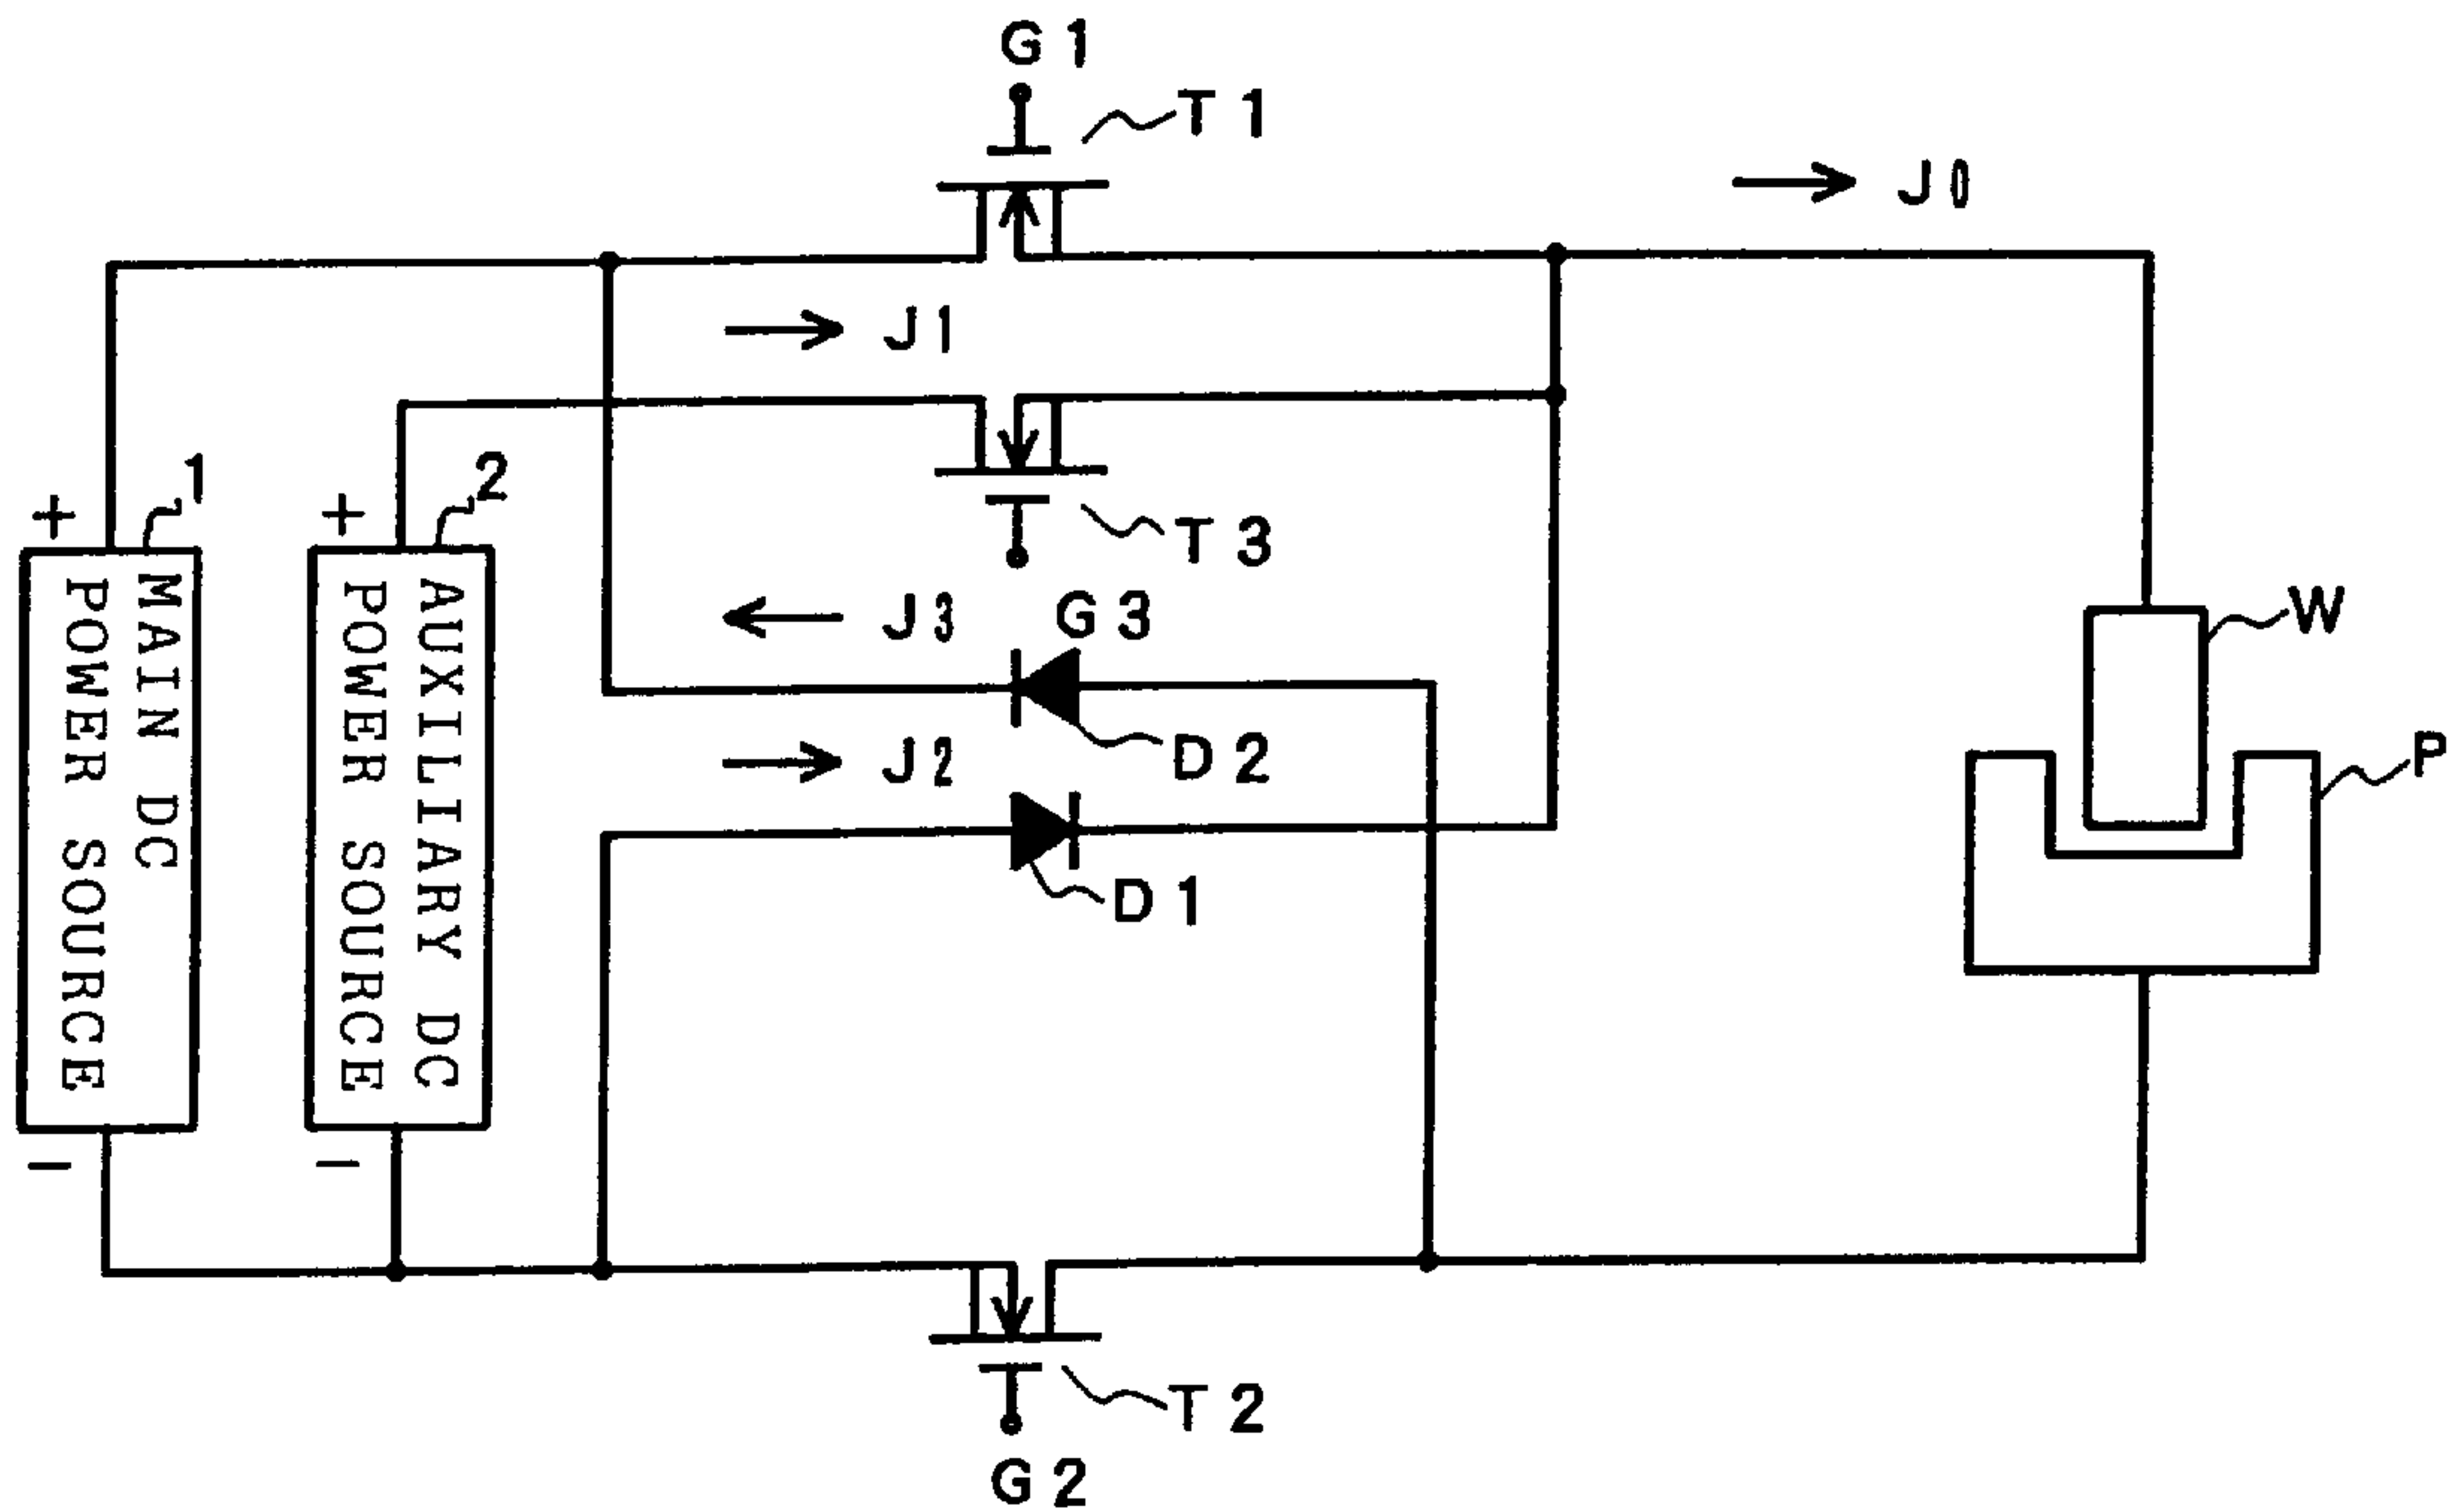 G1
T1
J0
J1
1
2
+
+
T3
J3
G3
W
MAIN DC
POWER SOURCE
AUXILIARY DC
POWER SOURCE
D2
J2
P
D1
−
−
T2
G2